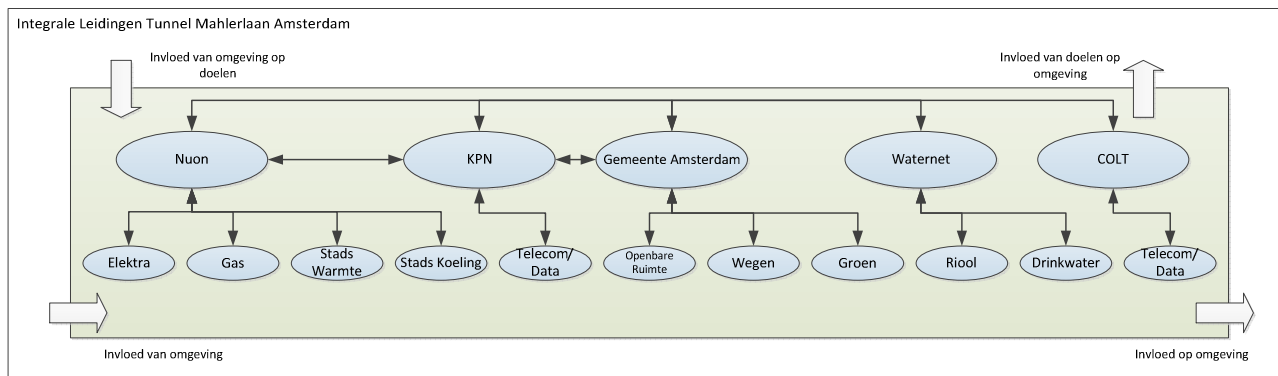 Integrale Leidingen Tunnel Mahlerlaan Amsterdam
Invloed van omgeving op
doelen
Invloed van doelen op
omgeving
Nuon
KPN
Gemeente Amsterdam
Waternet
COLT
Elektra
Gas
Stads
Warmte
Stads Koeling
Telecom/
Data
Openbare
Ruimte
Wegen
Groen
Riool
Drinkwater
Telecom/
Data
Invloed van omgeving
Invloed op omgeving